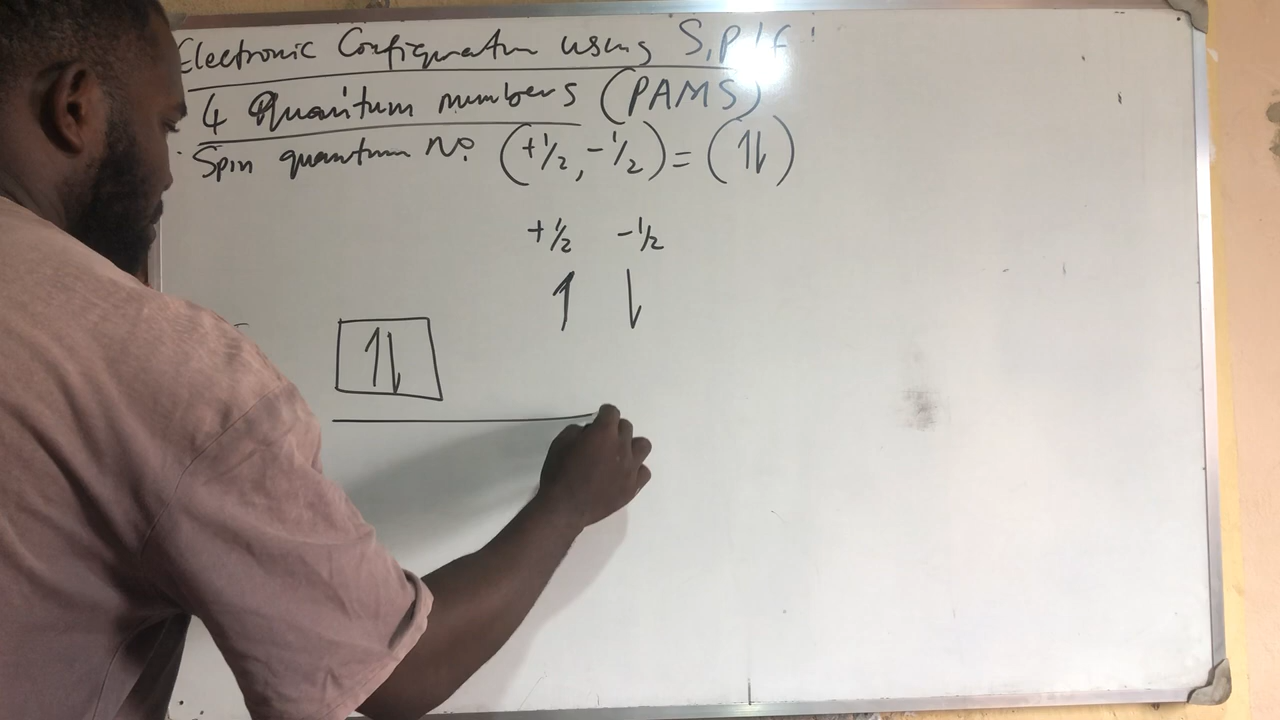 Electronic Configuration using S, P
4 Quantum numbers (PAMS)
Spin quantum No (+1/2, -1/2) = (↿⇂)
+1/2 -1/2
↿ ⇂
↿⇂